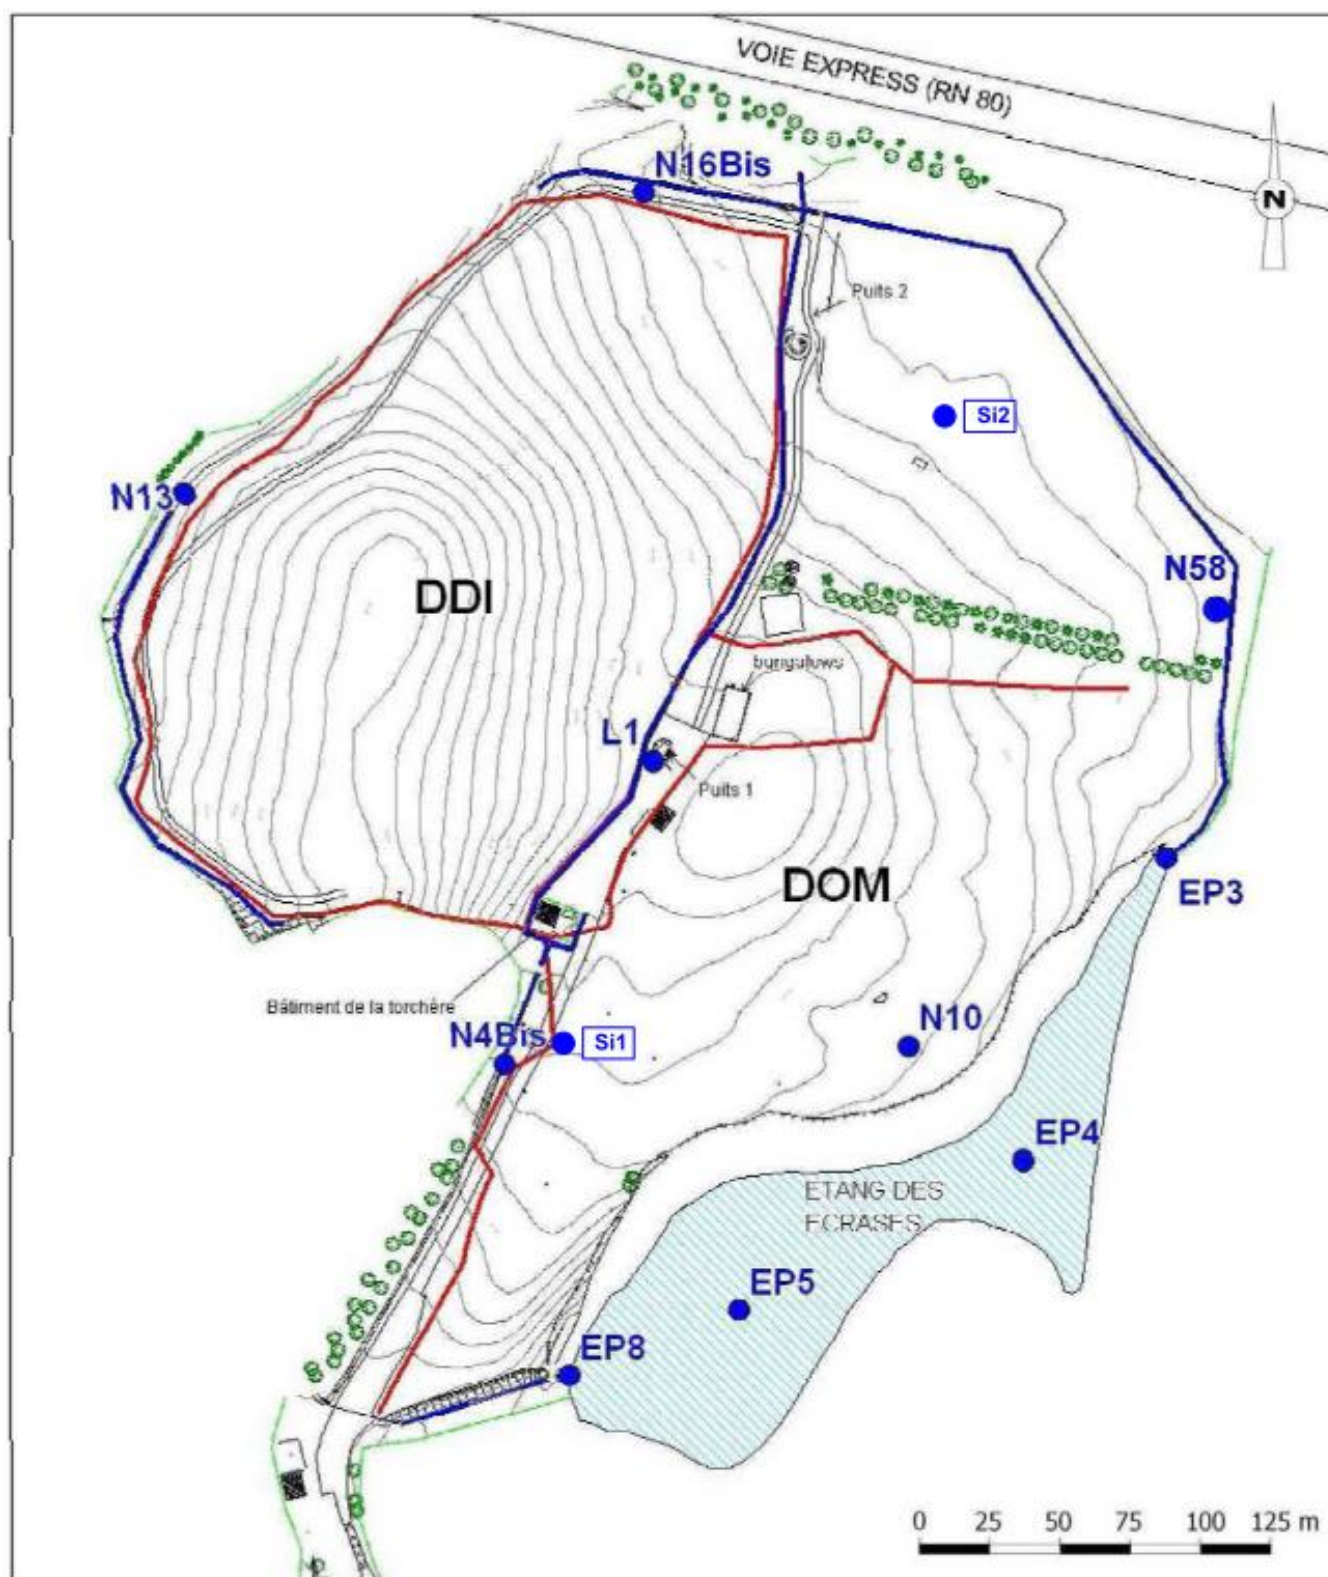 VOIE EXPRESS (RN 80)
N16Bis
N
Puits 2
Si2
N13
DDI
N58
bungalows
L1
Puits 1
DOM
EP3
Bâtiment de la torchère
N4Bis
Si1
N10
EP4
ETANG DES
ECRASES
EP5
EP8
0 25 50 75 100 125 m